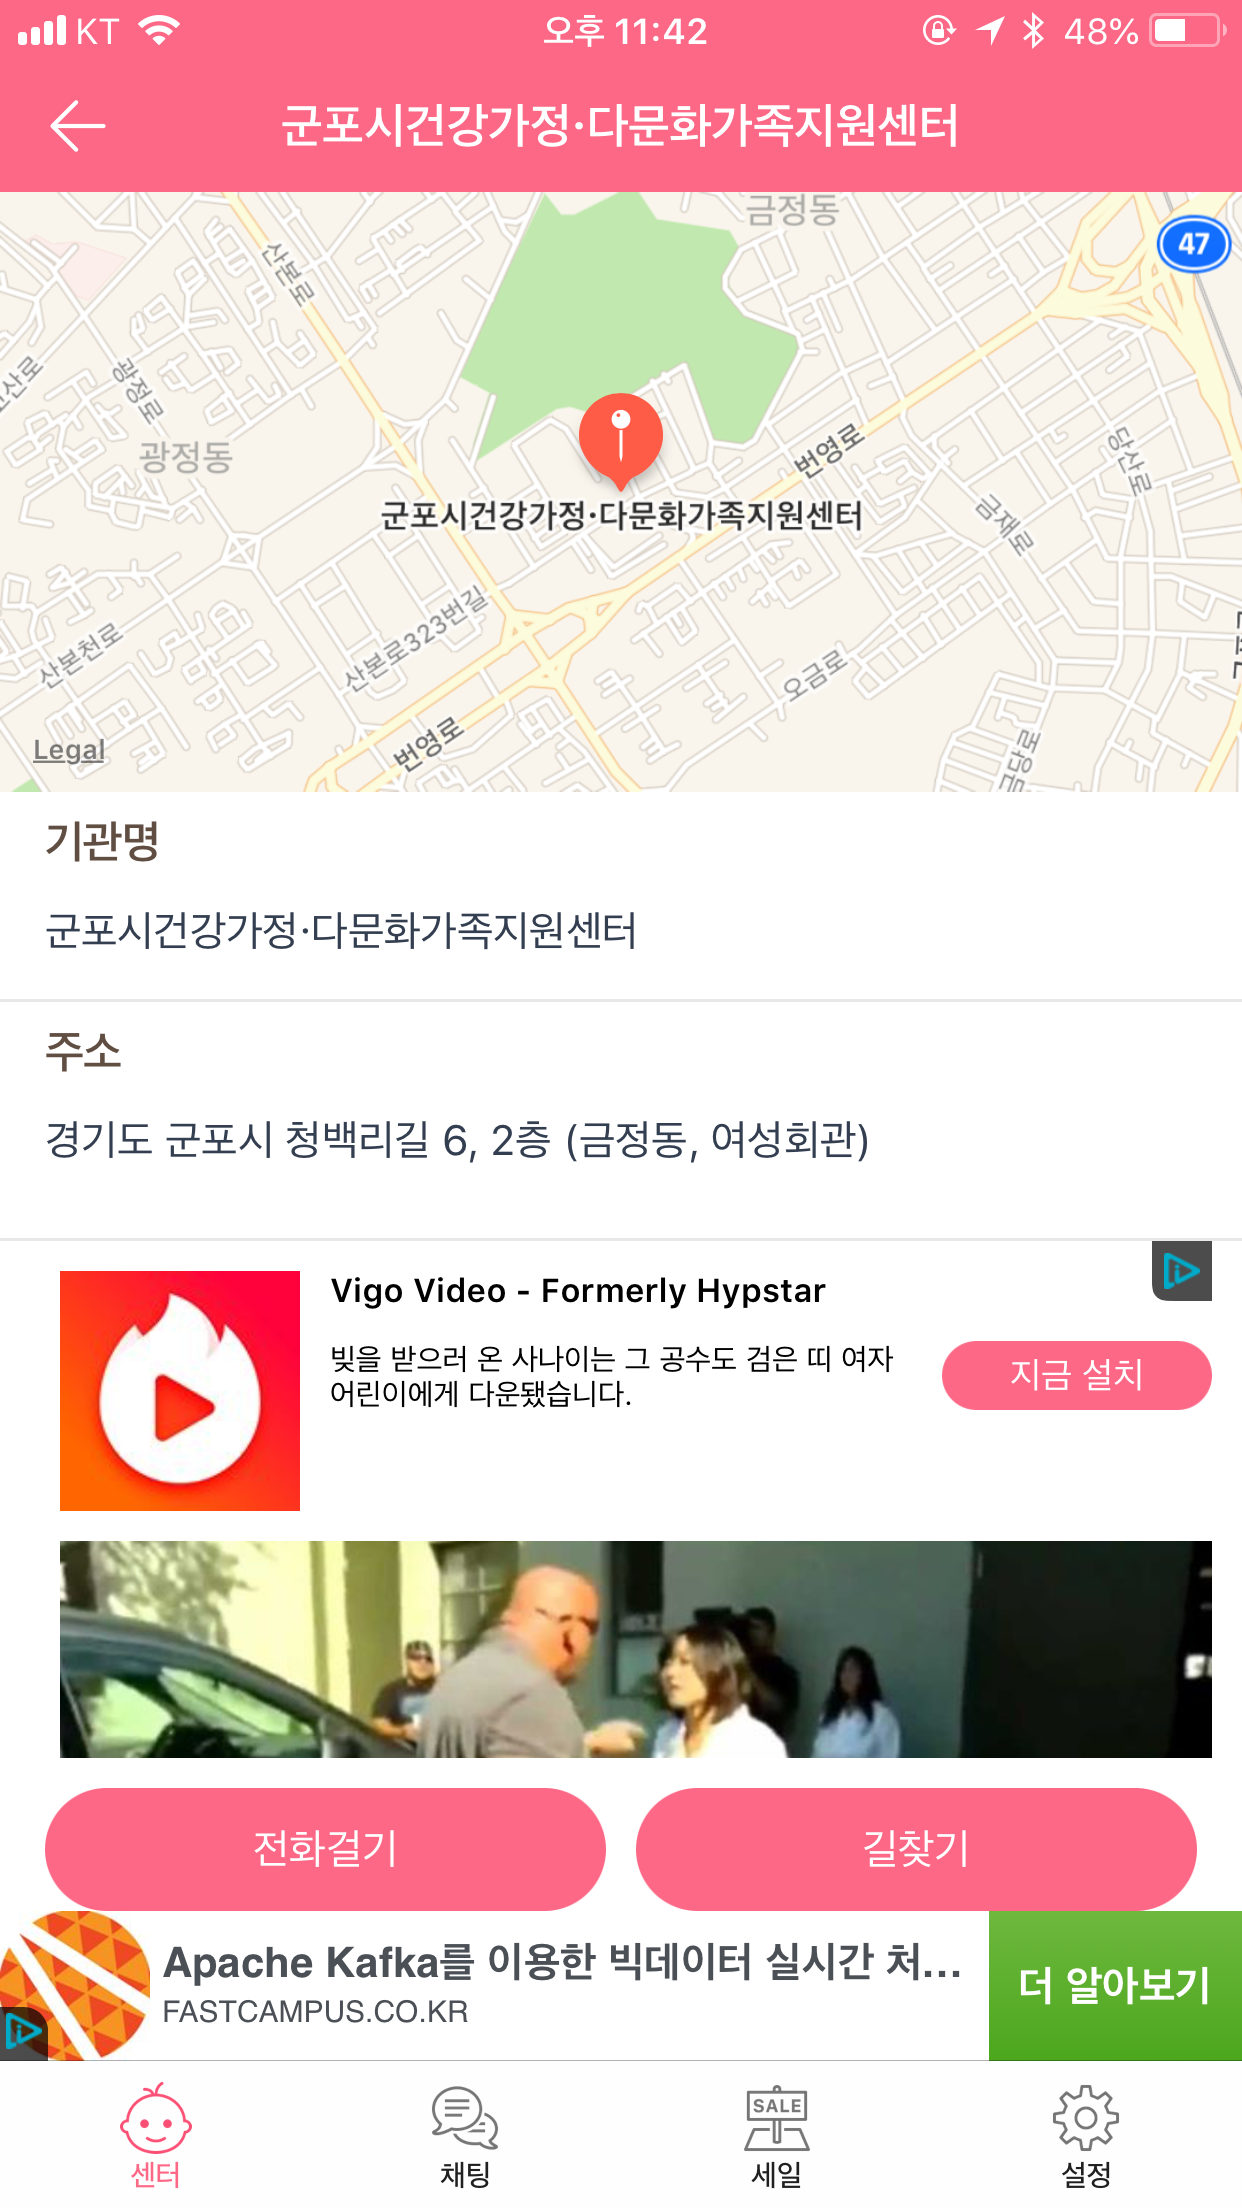 KT 오후 11:42 48%
군포시건강가정·다문화가족지원센터
금정동
47
산본로
광정로
광정동
번영로
당산로
금재로
군포시건강가정·다문화가족지원센터
산본로323번길
산본천로
오금로
번영로
금당로
Legal
기관명
군포시건강가정·다문화가족지원센터
주소
경기도 군포시 청백리길 6, 2층 (금정동, 여성회관)
Vigo Video - Formerly Hypstar
빚을 받으러 온 사나이는 그 공수도 검은 띠 여자
어린이에게 다운됐습니다.
지금 설치
전화걸기
길찾기
Apache Kafka를 이용한 빅데이터 실시간 처...
FASTCAMPUS.CO.KR
더 알아보기
SALE
센터
채팅
세일
설정